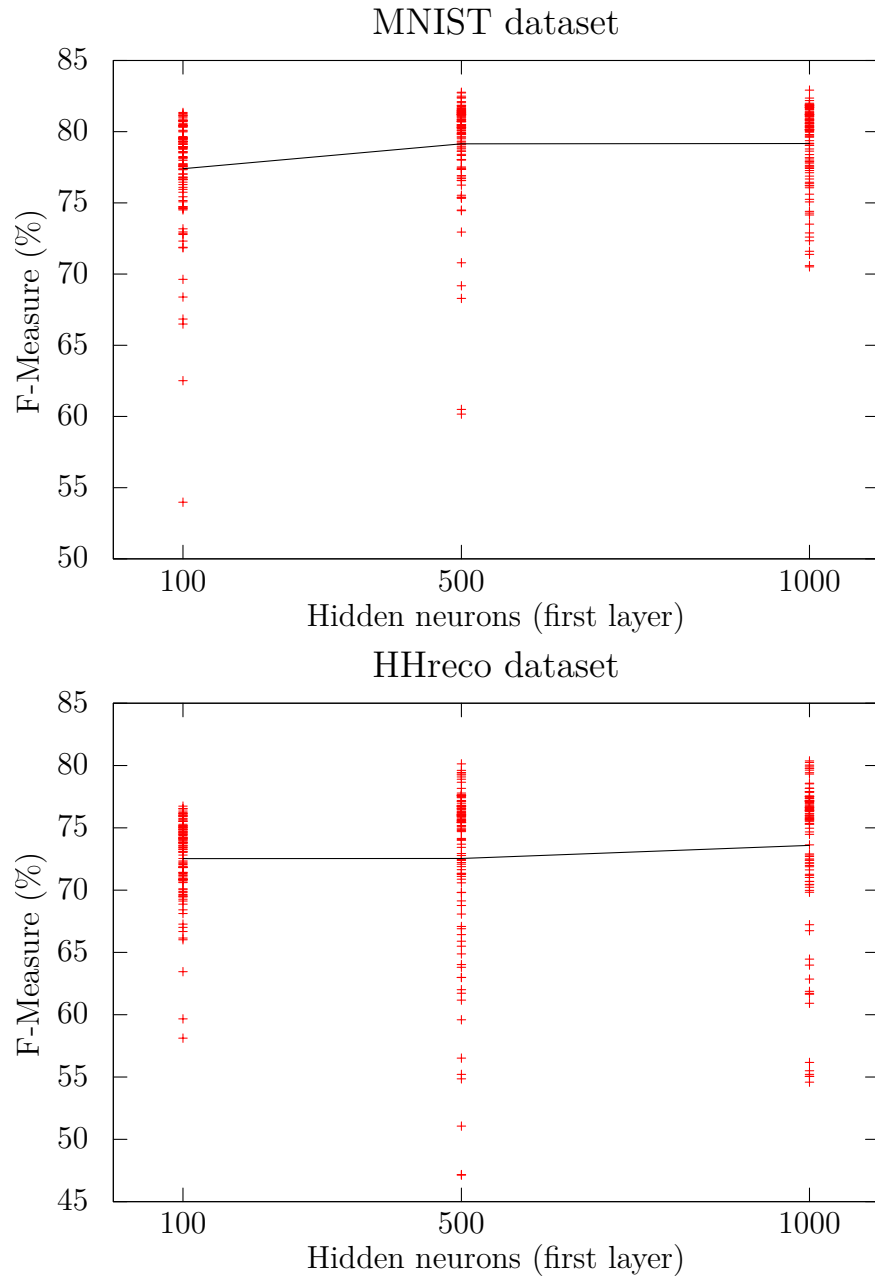 MNIST dataset
85
80
75
70
65
60
55
50
F-Measure (%)
100 500 1000
Hidden neurons (first layer)
HHreco dataset
85
80
75
70
65
60
55
50
45
F-Measure (%)
100 500 1000
Hidden neurons (first layer)